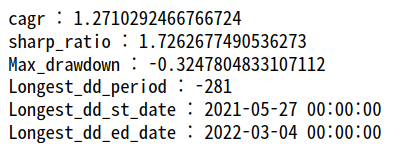 cagr : 1.2710292466766724
sharp_ratio : 1.7262677490536273
Max_drawdown : -0.3247804833107112
Longest_dd_period : -281
Longest_dd_st_date : 2021-05-27 00:00:00
Longest_dd_ed_date : 2022-03-04 00:00:00